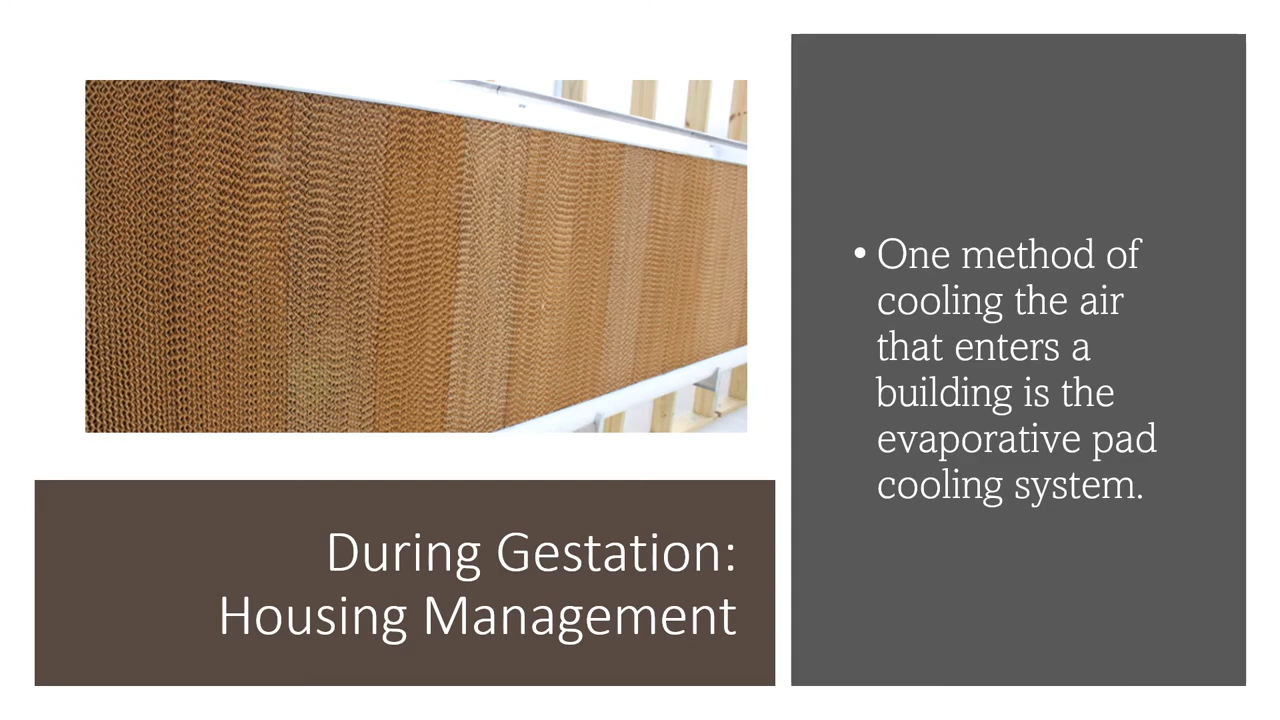 During Gestation:
Housing Management
• One method of
cooling the air
that enters a
building is the
evaporative pad
cooling system.